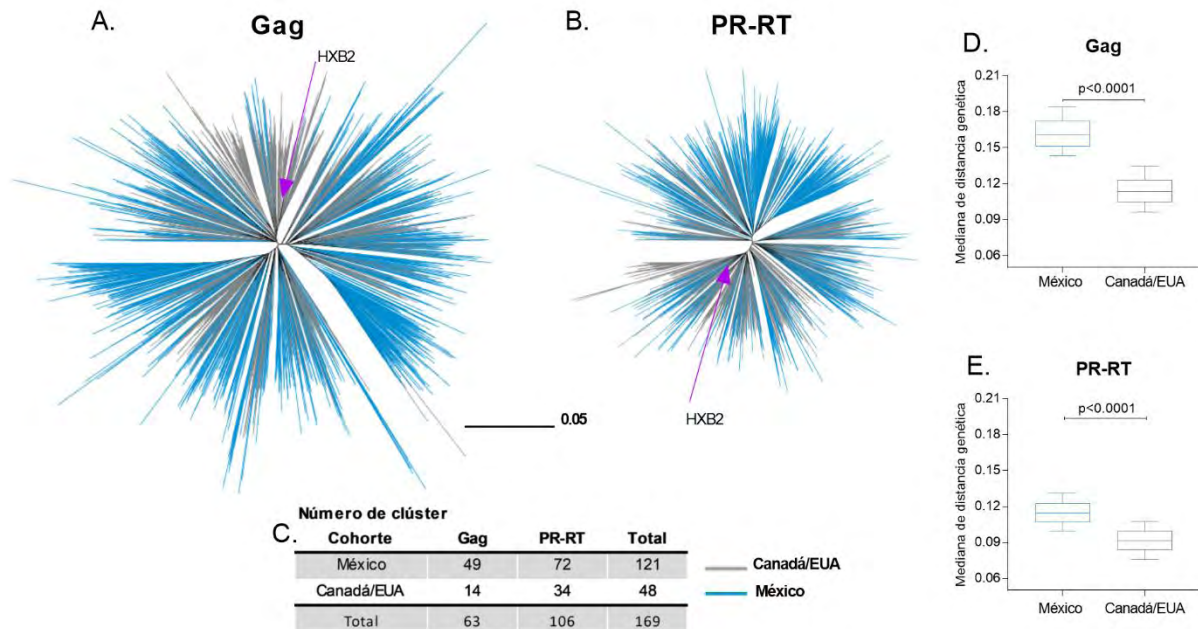 A.
Gag
HXB2
B.
PR-RT
HXB2
0.05
Número de clúster
C.
Cohorte Gag PR-RT Total
México 49 72 121
Canadá/EUA 14 34 48
Total 63 106 169
Canadá/EUA
México
D.
Gag
Mediana de distancia genética
0.21
0.18
0.15
0.12
0.09
0.06
p<0.0001
México Canadá/EUA
E.
PR-RT
Mediana de distancia genética
0.21
0.18
0.15
0.12
0.09
0.06
p<0.0001
México Canadá/EUA